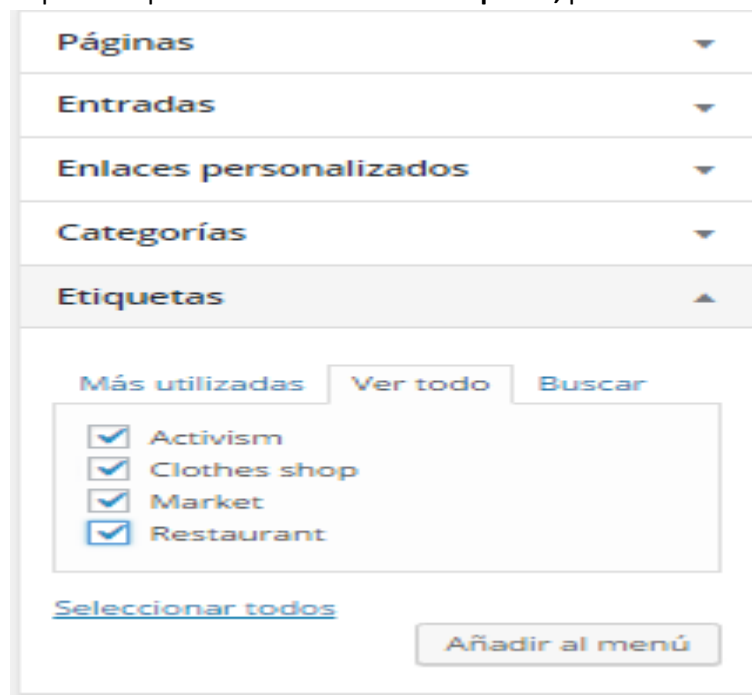 Páginas
Entradas
Enlaces personalizados
Categorías
Etiquetas
Más utilizadas Ver todo Buscar
Activism
Clothes shop
Market
Restaurant
Seleccionar todos
Añadir al menú